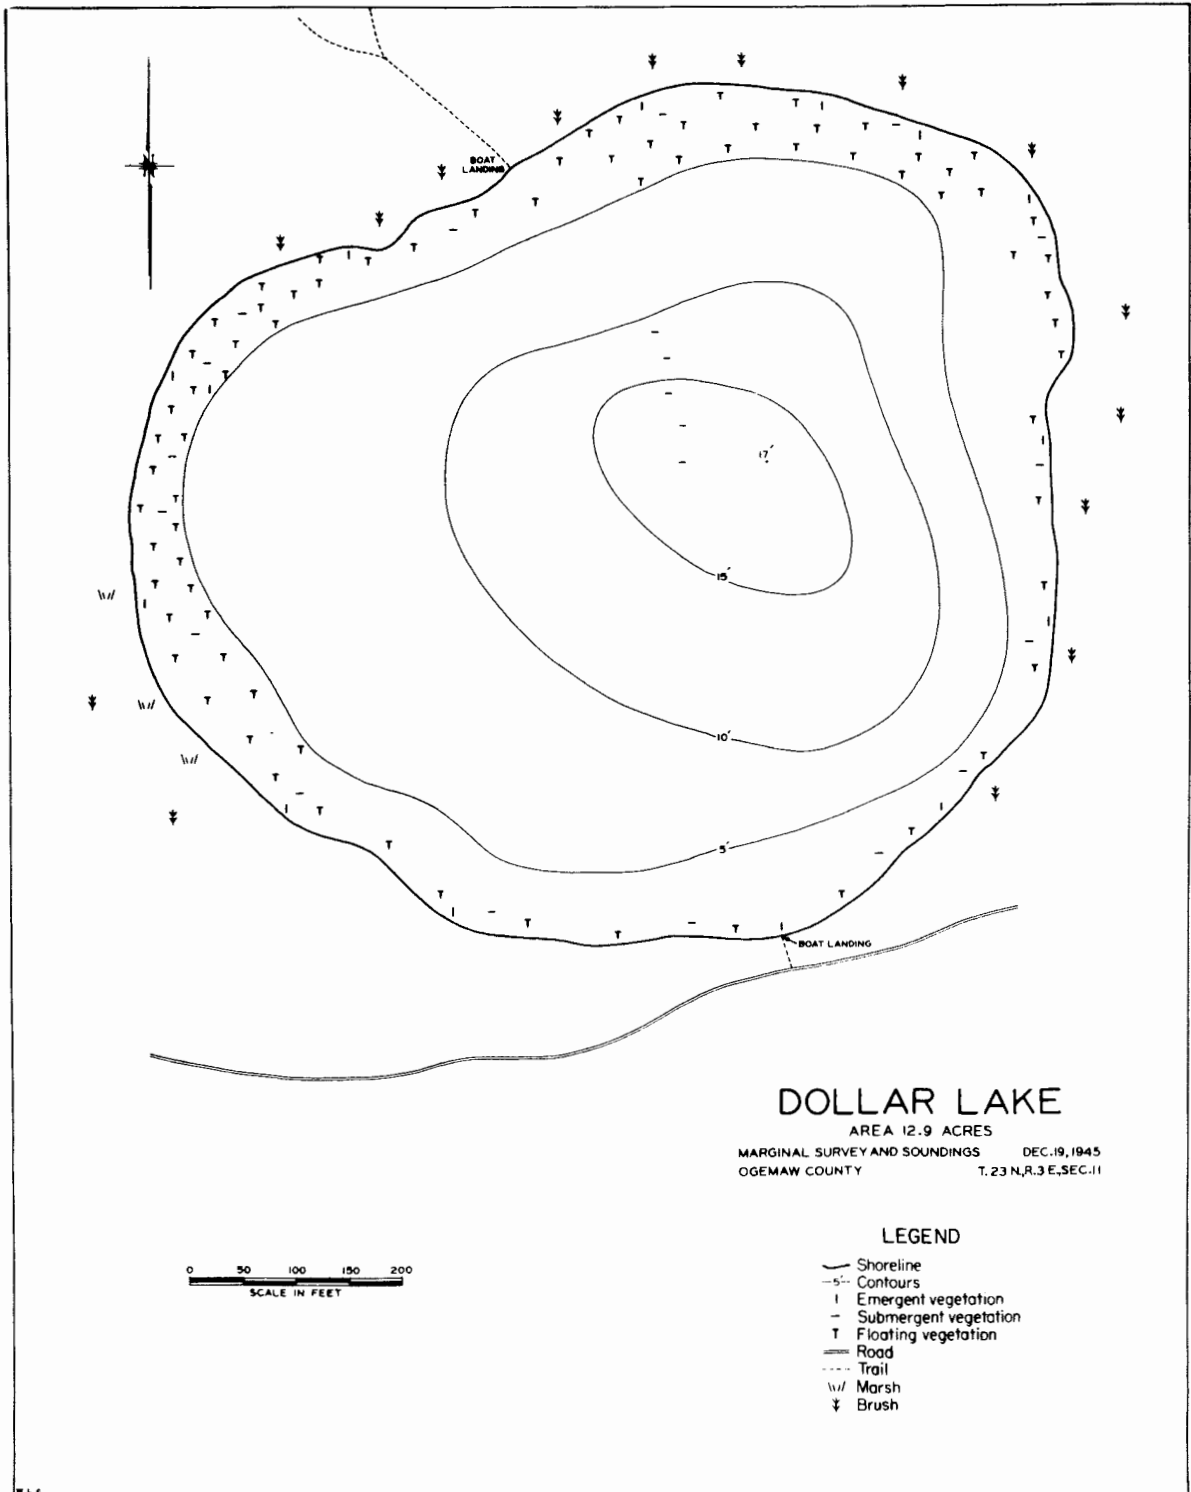 BOAT
LANDING
17'
15'
10'
5'
BOAT LANDING
DOLLAR LAKE
AREA 12.9 ACRES
MARGINAL SURVEY AND SOUNDINGS DEC. 19, 1945
OGEMAW COUNTY T. 23 N., R. 3 E., SEC. 11
0 50 100 150 200
SCALE IN FEET
LEGEND
Shoreline
5' Contours
Emergent vegetation
Submergent vegetation
Floating vegetation
Road
Trail
Marsh
Brush